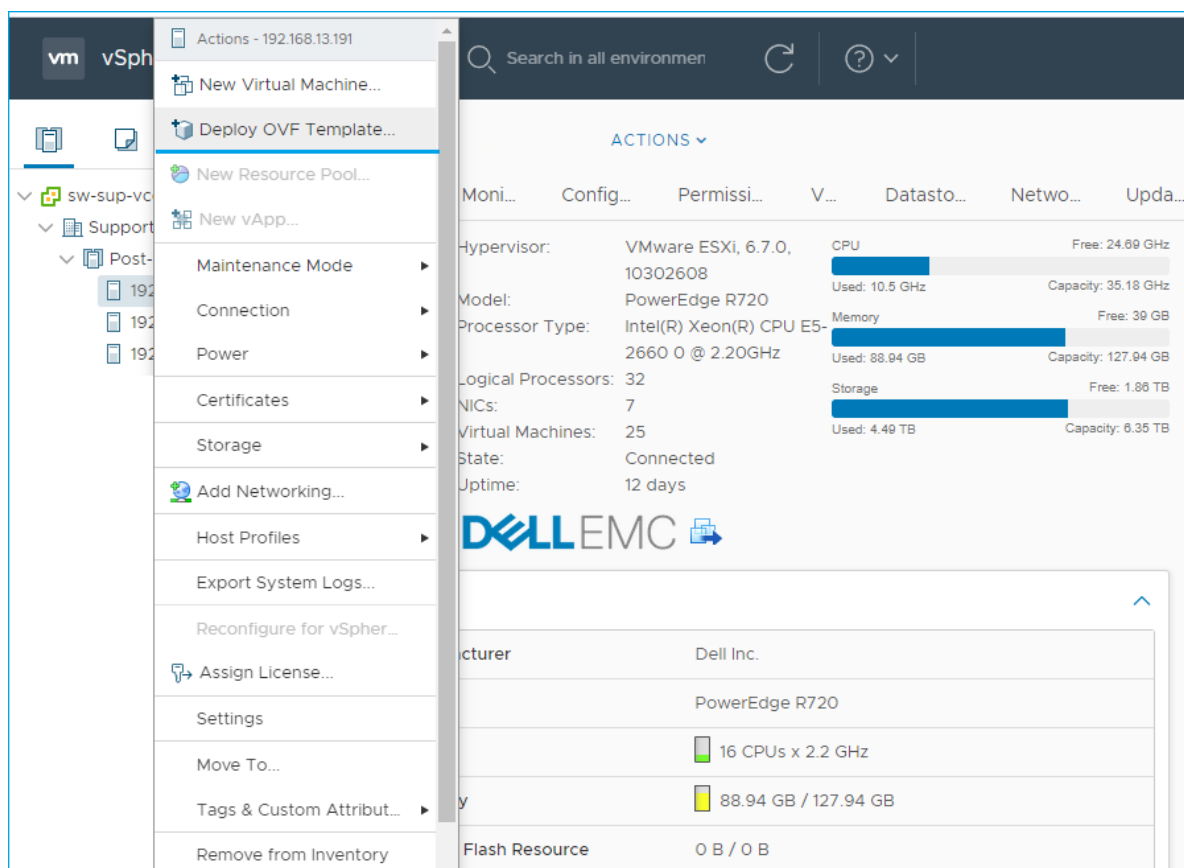 vm vSph
Search in all environmen
Actions - 192.168.13.191
New Virtual Machine...
Deploy OVF Template...
New Resource Pool...
New vApp...
Maintenance Mode
Connection
Power
Certificates
Storage
Add Networking...
Host Profiles
Export System Logs...
Reconfigure for vSpher...
Assign License...
Settings
Move To...
Tags & Custom Attribut...
Remove from Inventory
sw-sup-vc
Support
Post-
192
192
192
ACTIONS
Moni... Config... Permissi... V... Datasto... Netwo... Upda...
Hypervisor: VMware ESXi, 6.7.0,
10302608
Model: PowerEdge R720
Processor Type: Intel(R) Xeon(R) CPU E5-
2660 0 @ 2.20GHz
Logical Processors: 32
NICs: 7
Virtual Machines: 25
State: Connected
Uptime: 12 days
CPU Free: 24.69 GHz
Used: 10.5 GHz Capacity: 35.18 GHz
Memory Free: 39 GB
Used: 88.94 GB Capacity: 127.94 GB
Storage Free: 1.86 TB
Used: 4.49 TB Capacity: 6.35 TB
DELLEMC
acturer Dell Inc.
PowerEdge R720
16 CPUs x 2.2 GHz
y 88.94 GB / 127.94 GB
Flash Resource 0 B / 0 B